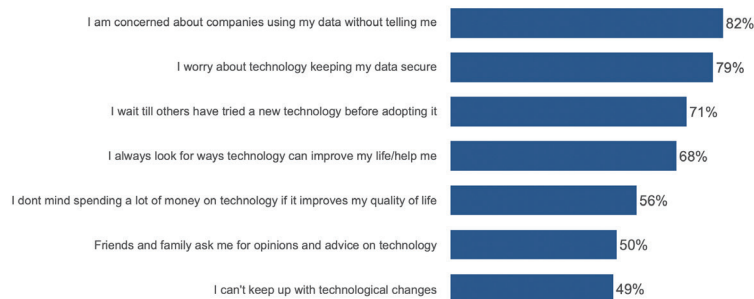 I am concerned about companies using my data without telling me 82%
I worry about technology keeping my data secure 79%
I wait till others have tried a new technology before adopting it 71%
I always look for ways technology can improve my life/help me 68%
I dont mind spending a lot of money on technology if it improves my quality of life 56%
Friends and family ask me for opinions and advice on technology 50%
I can't keep up with technological changes 49%